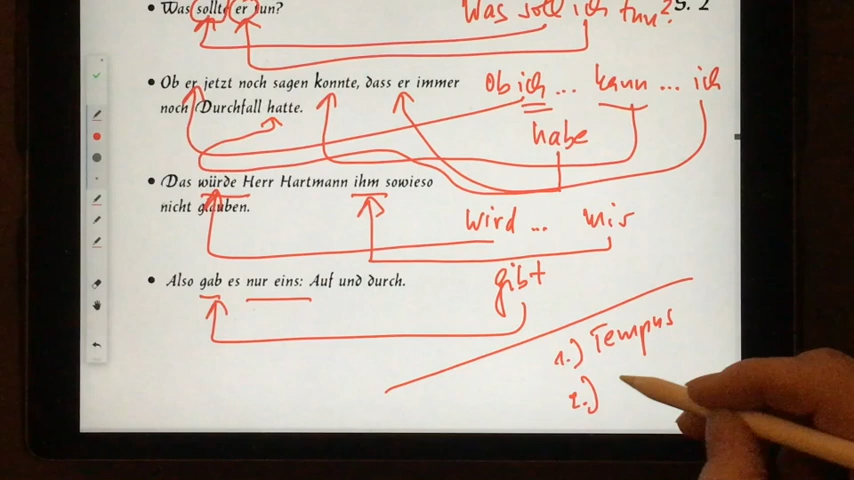 • Was sollte er tun? Was soll ich tun? S. 2
• Ob er jetzt noch sagen konnte, dass er immer ob ich ... kann ... ich
noch Durchfall hatte.
habe
• Das würde Herr Hartmann ihm sowieso
nicht glauben.
wird ... mir
• Also gab es nur eins: Auf und durch. gibt
1.) Tempus
2.)